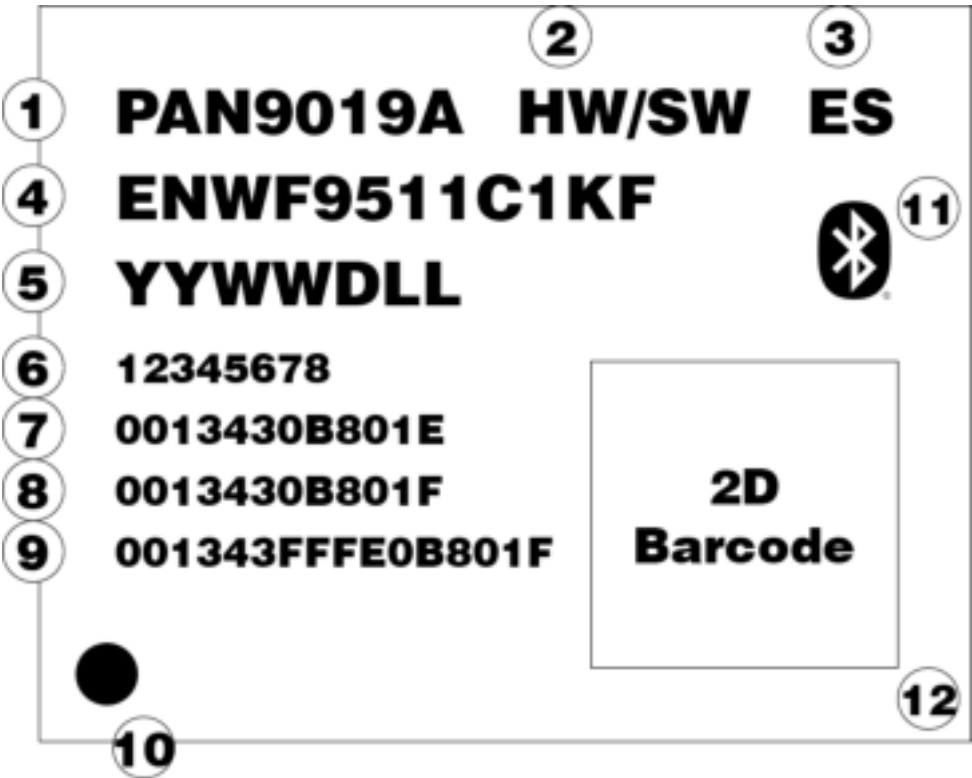 2 3
1 PAN9019A HW/SW ES
4 ENWF9511C1KF 11
5 YYWWDLL
6 12345678
7 0013430B801E
8 0013430B801F 2D
9 001343FFFE0B801F Barcode
12
10